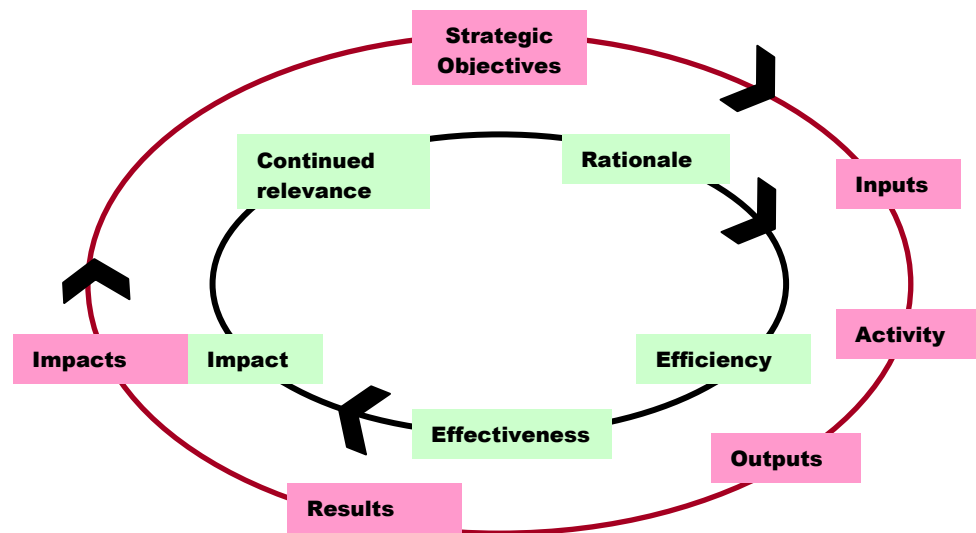 Strategic
Objectives
Continued
relevance
Rationale
Inputs
Activity
Impacts
Impact
Efficiency
Effectiveness
Outputs
Results